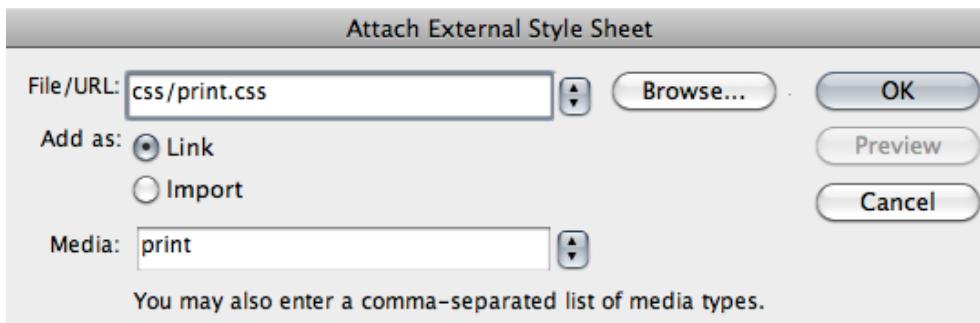 Attach External Style Sheet
File/URL: css/print.css Browse... OK
Add as: Link Preview
Import Cancel
Media: print
You may also enter a comma-separated list of media types.